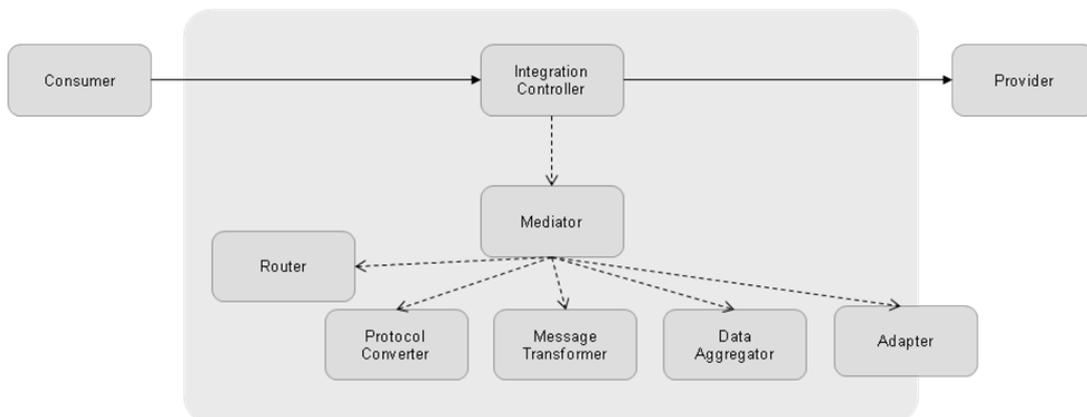 Consumer
Integration
Controller
Provider
Mediator
Router
Protocol
Converter
Message
Transformer
Data
Aggregator
Adapter